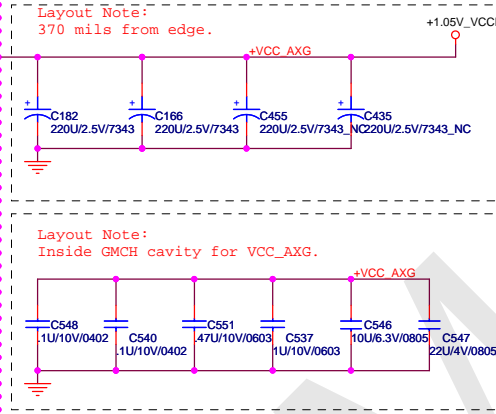 Layout Note:
370 mils from edge.
+1.05V_VCC
+VCC_AXG
+ + + +
C182 C166 C455 C435
220U/2.5V/7343 220U/2.5V/7343 220U/2.5V/7343_NC 220U/2.5V/7343_NC
Layout Note:
Inside GMCH cavity for VCC_AXG.
+VCC_AXG
C548 C551 C546
.1U/10V/0402 .47U/10V/0603 10U/6.3V/0805
C540 C537 C547
.1U/10V/0402 1U/10V/0603 22U/4V/0805